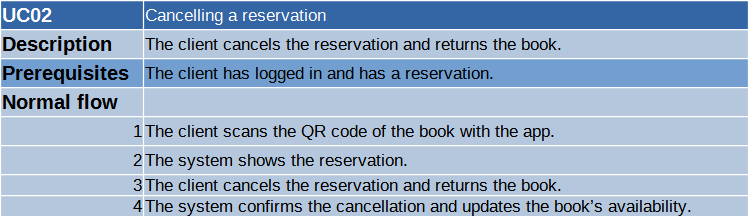 UC02 Cancelling a reservation
Description The client cancels the reservation and returns the book.
Prerequisites The client has logged in and has a reservation.
Normal flow
1 The client scans the QR code of the book with the app.
2 The system shows the reservation.
3 The client cancels the reservation and returns the book.
4 The system confirms the cancellation and updates the book’s availability.